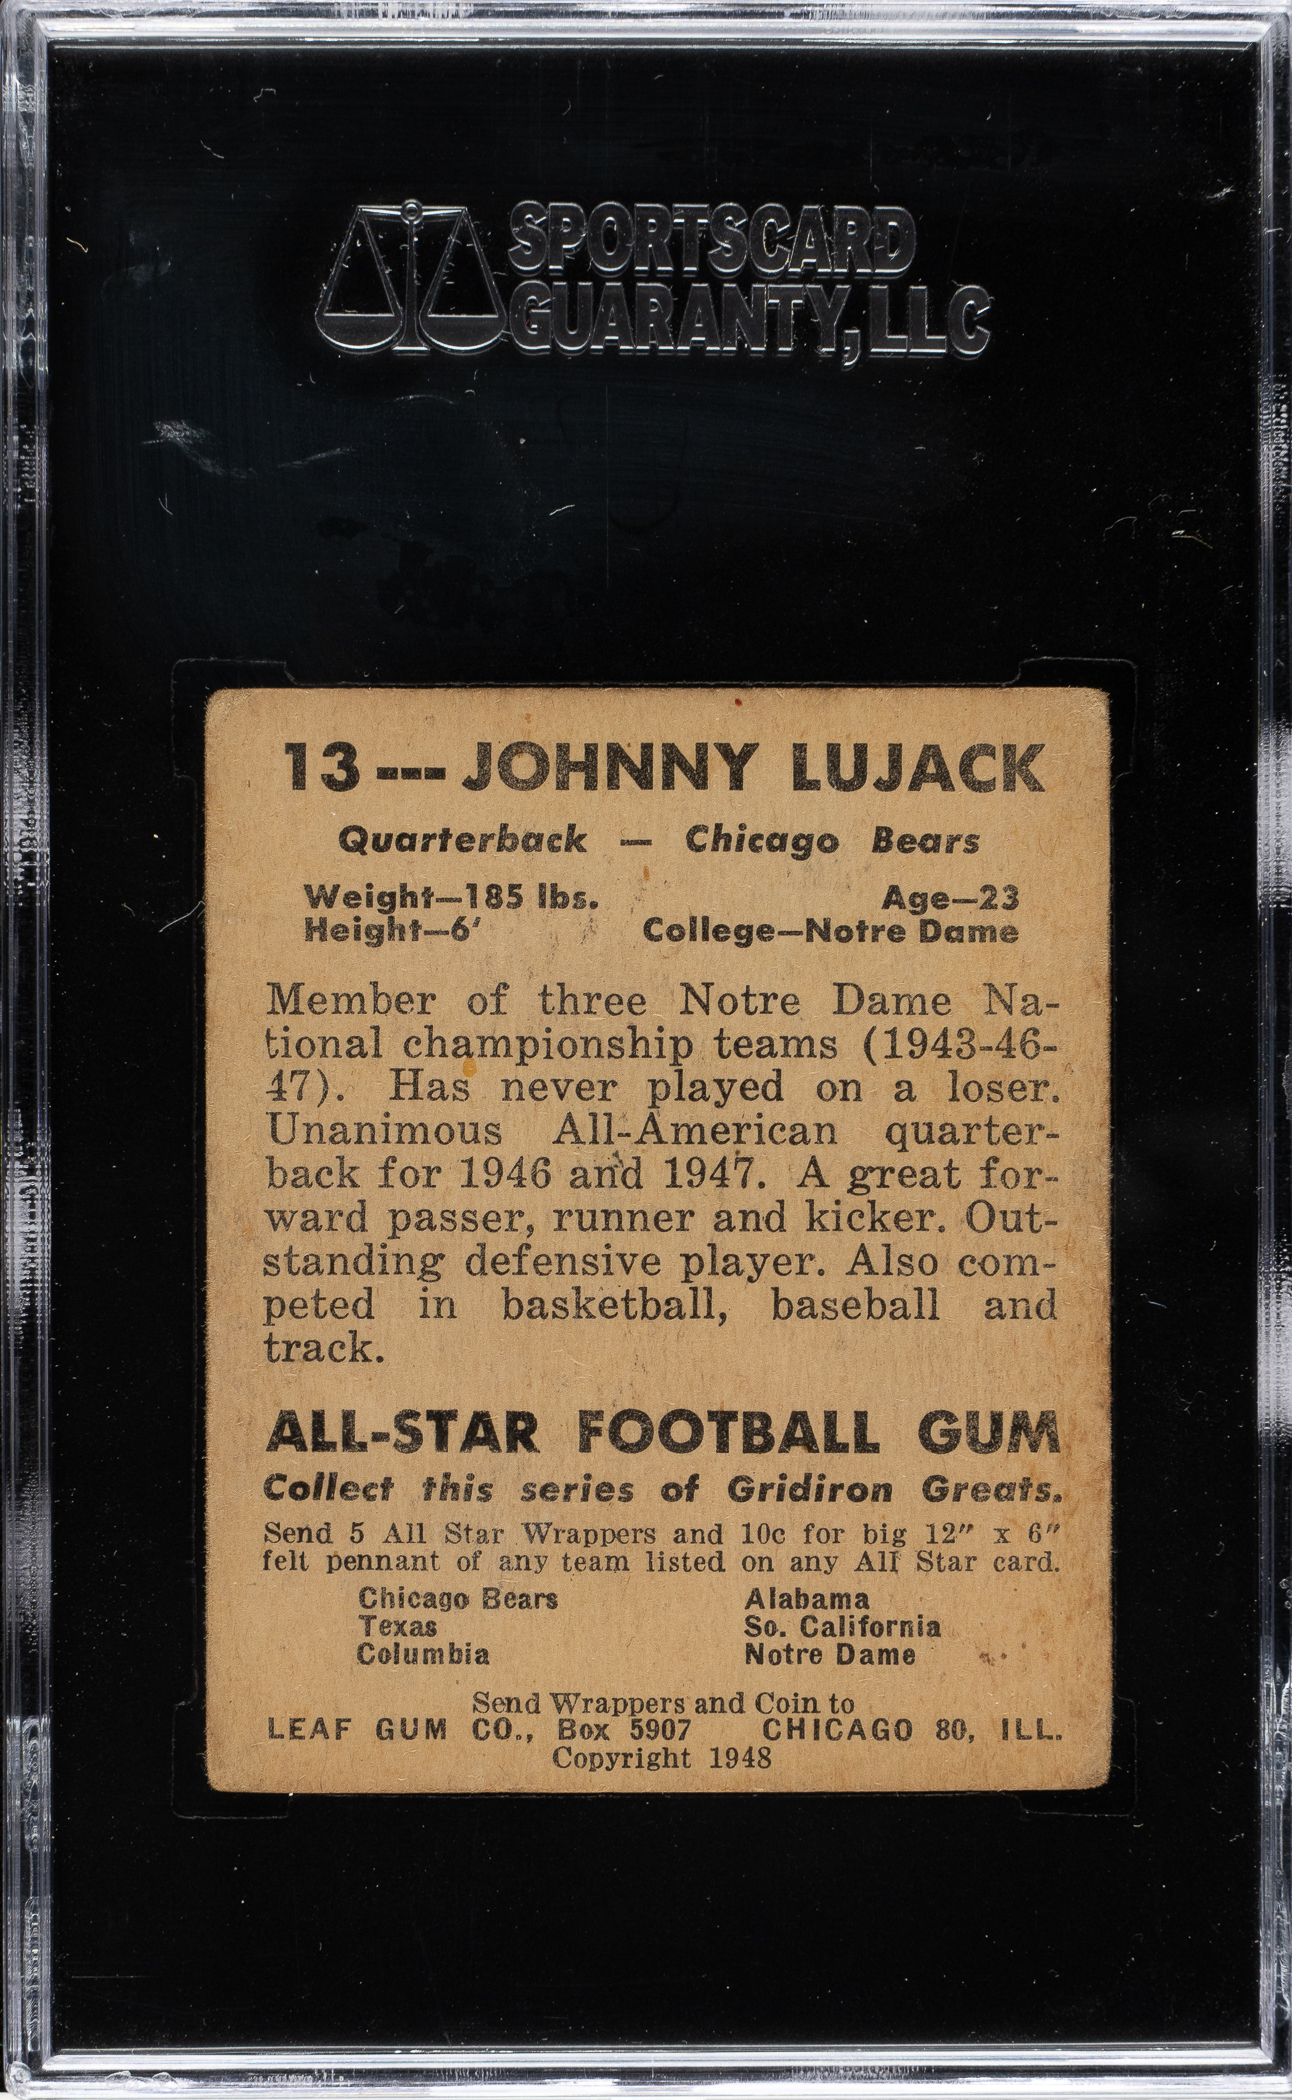 SPORTSCARD
GUARANTY, LLC
13---JOHNNY LUJACK
Quarterback — Chicago Bears
Weight—185 lbs. Age—23
Height—6' College—Notre Dame
Member of three Notre Dame Na-
tional championship teams (1943-46-
47). Has never played on a loser.
Unanimous All-American quarter-
back for 1946 and 1947. A great for-
ward passer, runner and kicker. Out-
standing defensive player. Also com-
peted in basketball, baseball and
track.
ALL-STAR FOOTBALL GUM
Collect this series of Gridiron Greats.
Send 5 All Star Wrappers and 10c for big 12" x 6"
felt pennant of any team listed on any All Star card.
Chicago Bears Alabama
Texas So. California
Columbia Notre Dame
Send Wrappers and Coin to
LEAF GUM CO., Box 5907 CHICAGO 80, ILL.
Copyright 1948